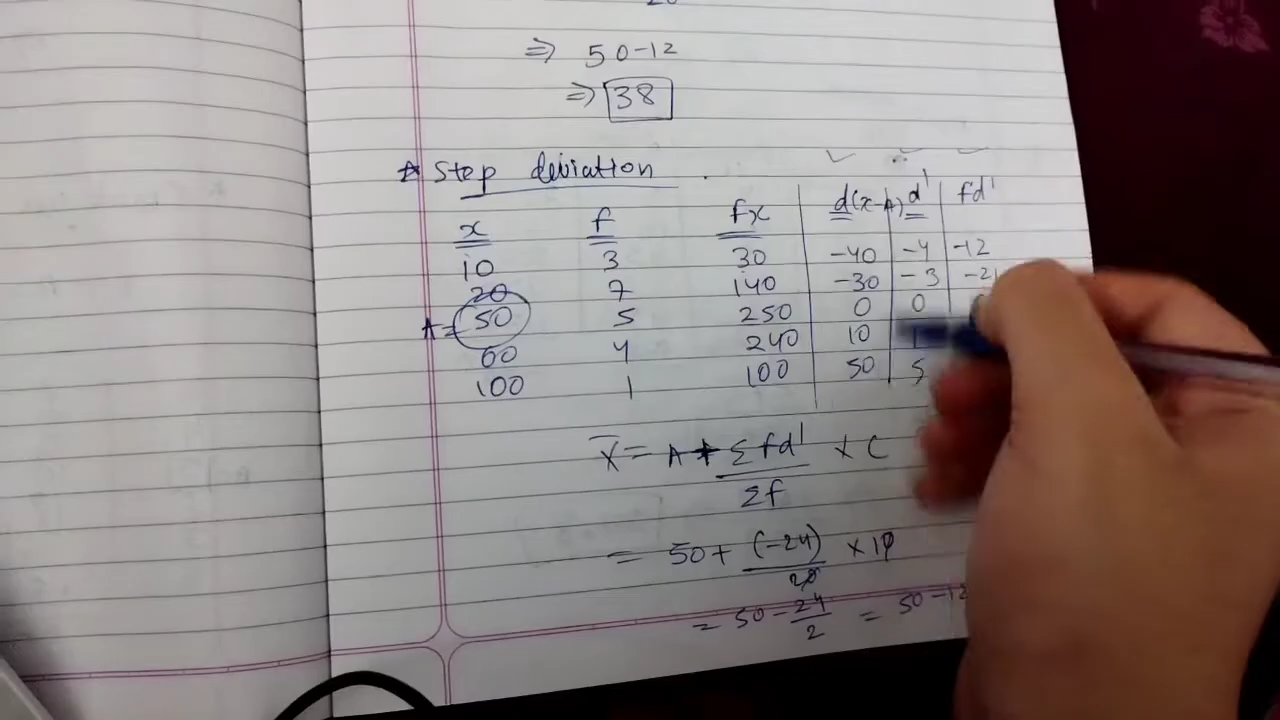 ⇒ 50-12
⇒ 38
* Step deviation .
x f fx d(x-A) d' fd'
10 3 30 -40 -4 -12
20 7 140 -30 -3 -21
A= 50 5 250 0 0
60 4 240 10 1
100 1 100 50 5
x̄ = A + Σfd'/Σf × C
= 50+ (-24)/20 × 10
= 50 - 24/2 = 50-12